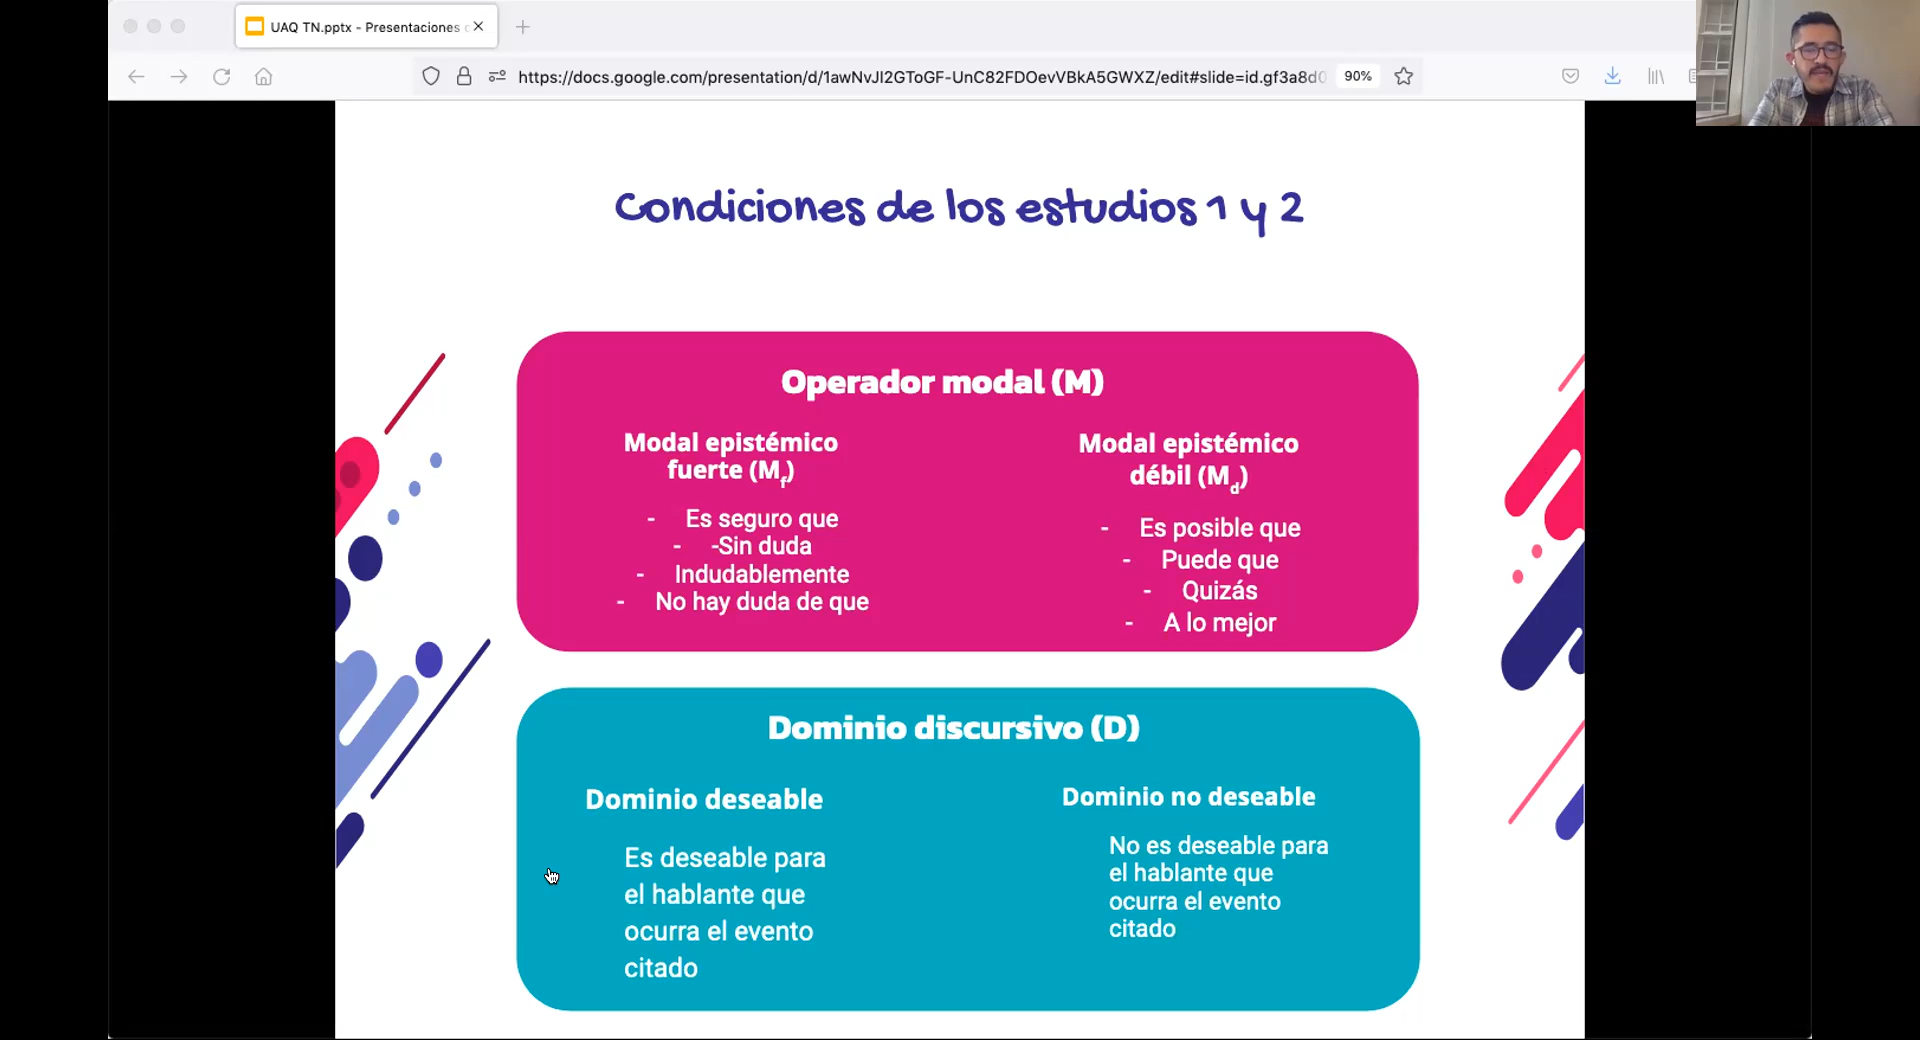 UAQ TN.pptx - Presentaciones
https://docs.google.com/presentation/d/1awNvJI2GToGF-UnC82FDOevVBkA5GWXZ/edit#slide=id.gf3a8d0
90%
Condiciones de los estudios 1 y 2
Operador modal (M)
Modal epistémico
fuerte (Mf)
- Es seguro que
- -Sin duda
- Indudablemente
- No hay duda de que
Modal epistémico
débil (Md)
- Es posible que
- Puede que
- Quizás
- A lo mejor
Dominio discursivo (D)
Dominio deseable
Es deseable para
el hablante que
ocurra el evento
citado
Dominio no deseable
No es deseable para
el hablante que
ocurra el evento
citado